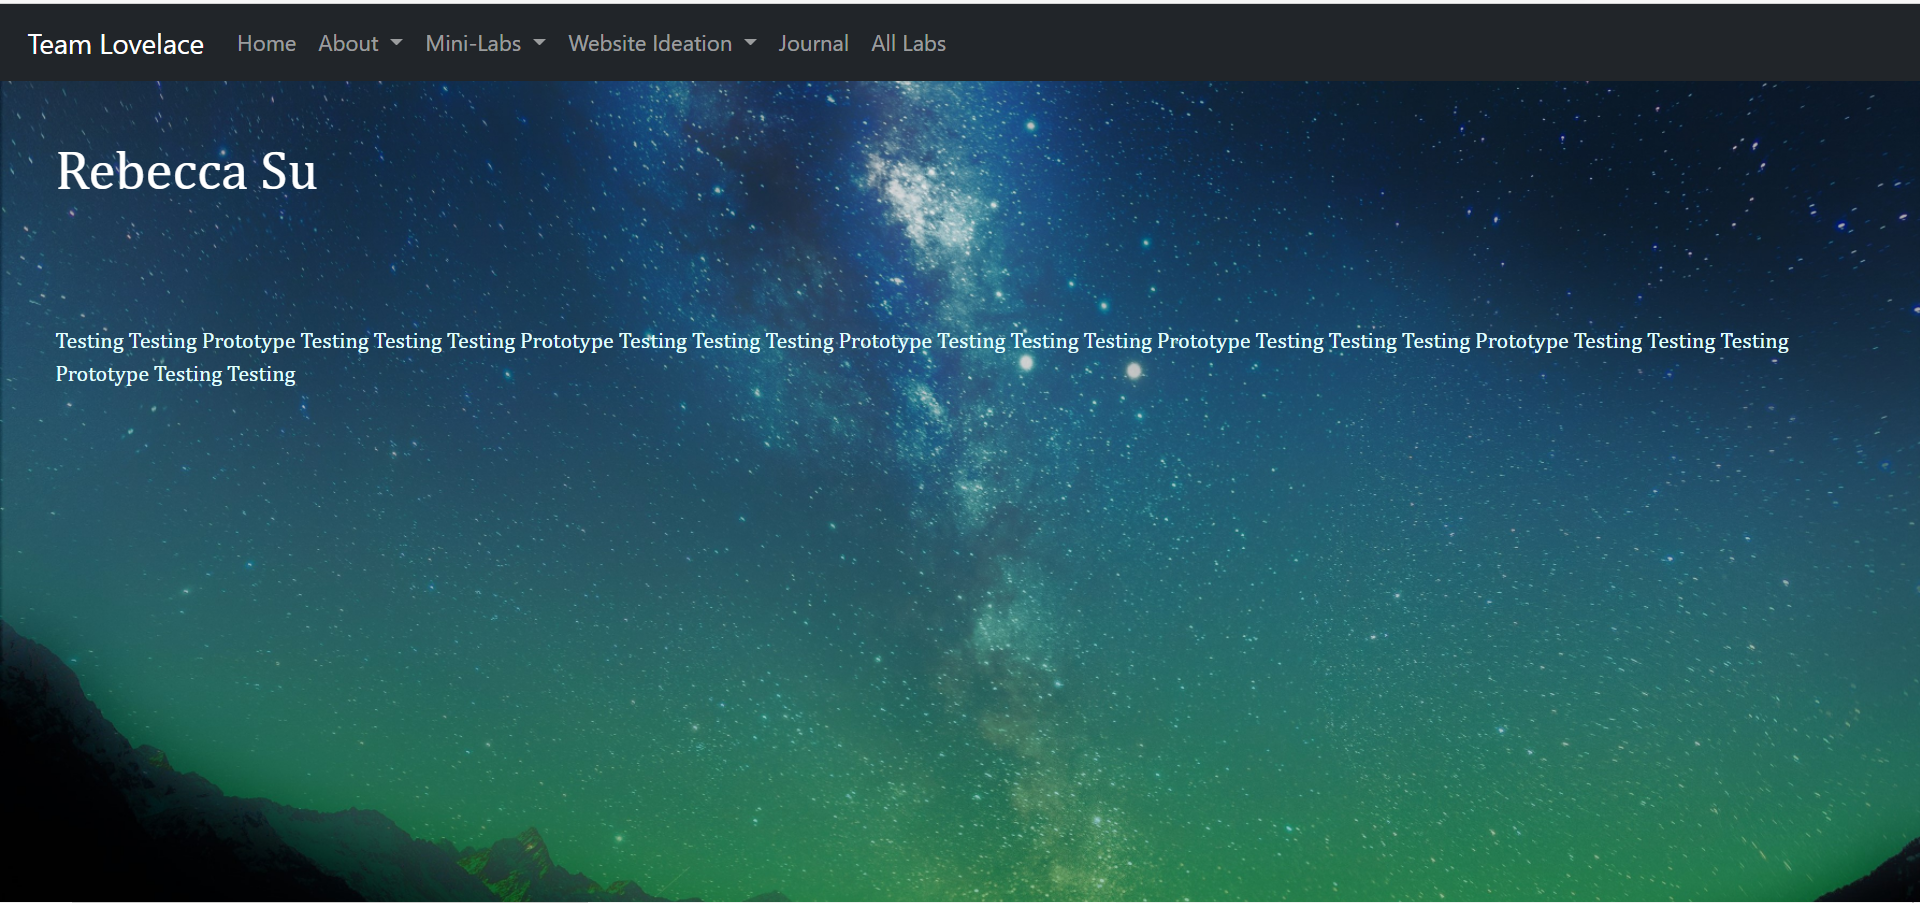 Team Lovelace Home About Mini-Labs Website Ideation Journal All Labs
Rebecca Su
Testing Testing Prototype Testing Testing Testing Prototype Testing Testing Testing Prototype Testing Testing Testing Prototype Testing Testing Testing Prototype Testing Testing Testing
Prototype Testing Testing